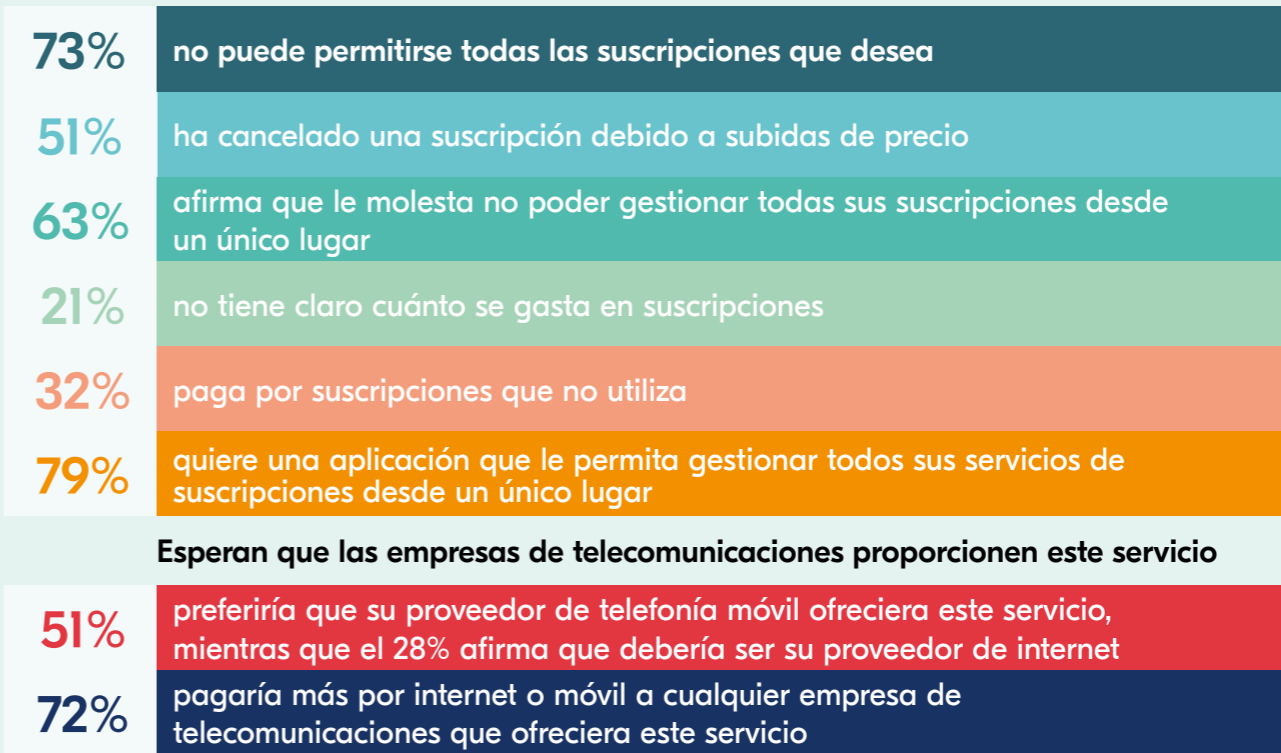 73% no puede permitirse todas las suscripciones que desea
51% ha cancelado una suscripción debido a subidas de precio
63% afirma que le molesta no poder gestionar todas sus suscripciones desde
un único lugar
21% no tiene claro cuánto se gasta en suscripciones
32% paga por suscripciones que no utiliza
79% quiere una aplicación que le permita gestionar todos sus servicios de
suscripciones desde un único lugar
Esperan que las empresas de telecomunicaciones proporcionen este servicio
51% preferiría que su proveedor de telefonía móvil ofreciera este servicio,
mientras que el 28% afirma que debería ser su proveedor de internet
72% pagaría más por internet o móvil a cualquier empresa de
telecomunicaciones que ofreciera este servicio